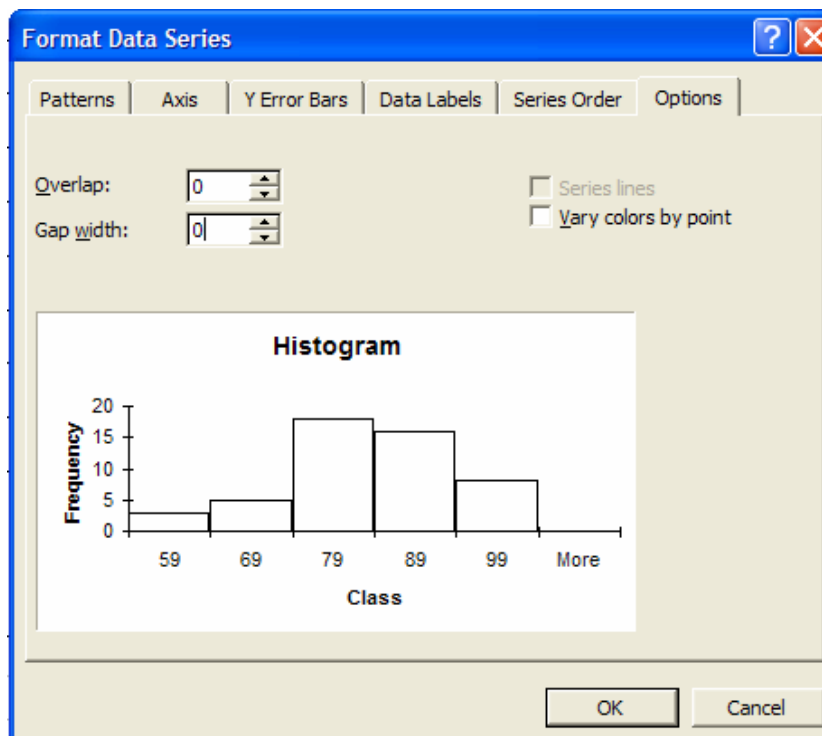 Format Data Series
Patterns Axis Y Error Bars Data Labels Series Order Options
Overlap: 0 Series lines
Gap width: 0 Vary colors by point
Histogram
20
15
10
5
0
Frequency
59 69 79 89 99 More
Class
OK Cancel